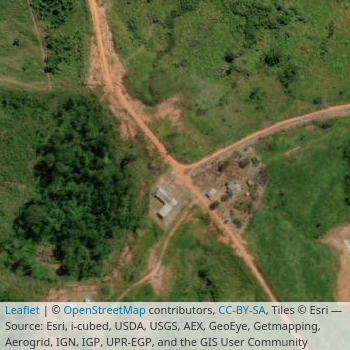 Leaflet | © OpenStreetMap contributors, CC-BY-SA, Tiles © Esri —
Source: Esri, i-cubed, USDA, USGS, AEX, GeoEye, Getmapping,
Aerogrid, IGN, IGP, UPR-EGP, and the GIS User Community